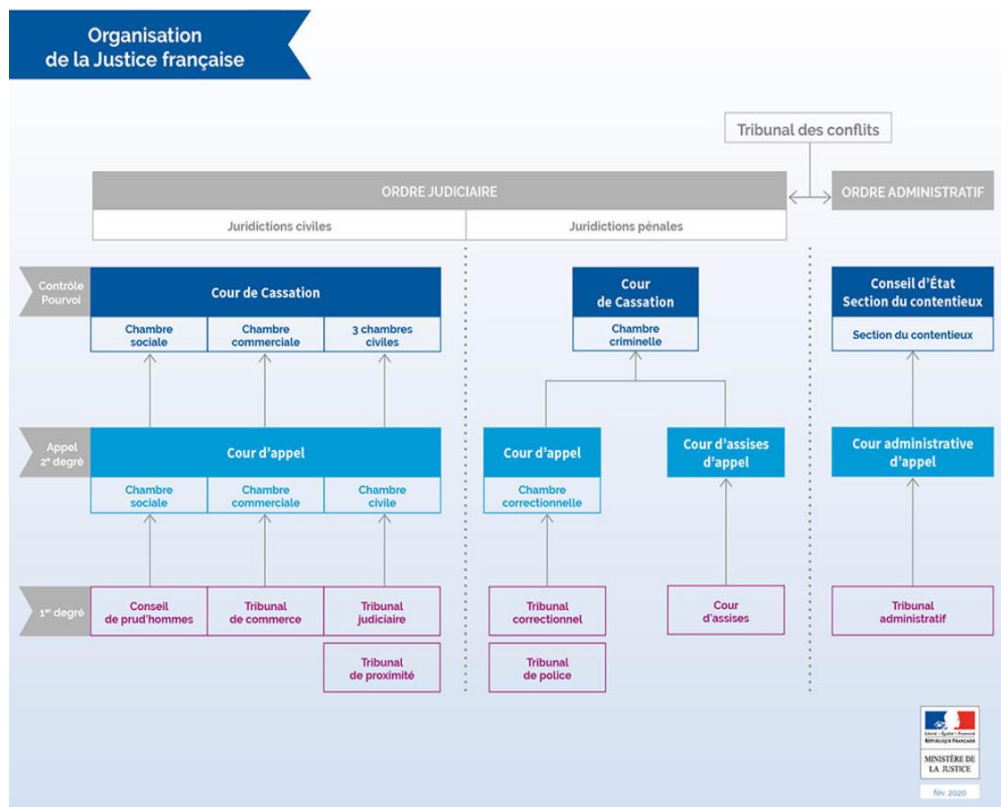 Organisation
de la Justice française
Tribunal des conflits
ORDRE JUDICIAIRE
ORDRE ADMINISTRATIF
Juridictions civiles
Juridictions pénales
Contrôle
Pourvoi
Cour de Cassation
Chambre
sociale
Chambre
commerciale
3 chambres
civiles
Cour
de Cassation
Chambre
criminelle
Conseil d'État
Section du contentieux
Section du contentieux
Appel
2e degré
Cour d'appel
Chambre
sociale
Chambre
commerciale
Chambre
civile
Cour d'appel
Chambre
correctionnelle
Cour d'assises
d'appel
Cour administrative
d'appel
1er degré
Conseil
de prud'hommes
Tribunal
de commerce
Tribunal
judiciaire
Tribunal
de proximité
Tribunal
correctionnel
Tribunal
de police
Cour
d'assises
Tribunal
administratif
Liberté • Égalité • Fraternité
RÉPUBLIQUE FRANÇAISE
MINISTÈRE DE
LA JUSTICE
fév. 2020